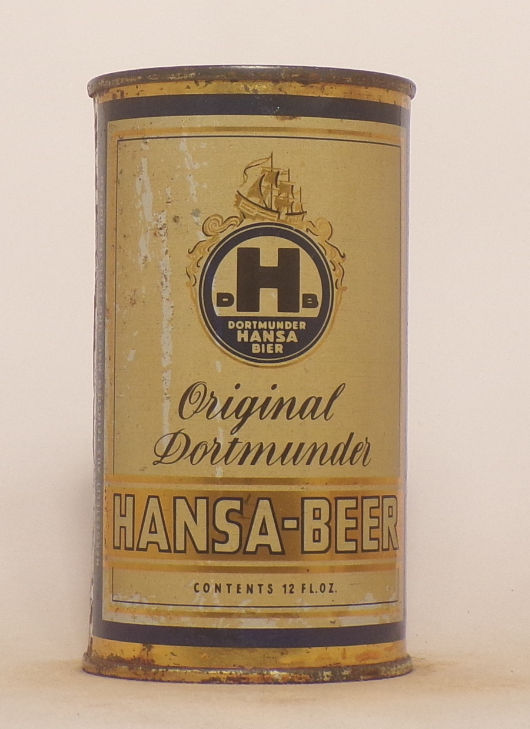 D H B
DORTMUNDER
HANSA
BIER
Original
Dortmunder
HANSA-BEER
CONTENTS 12 FL.OZ.